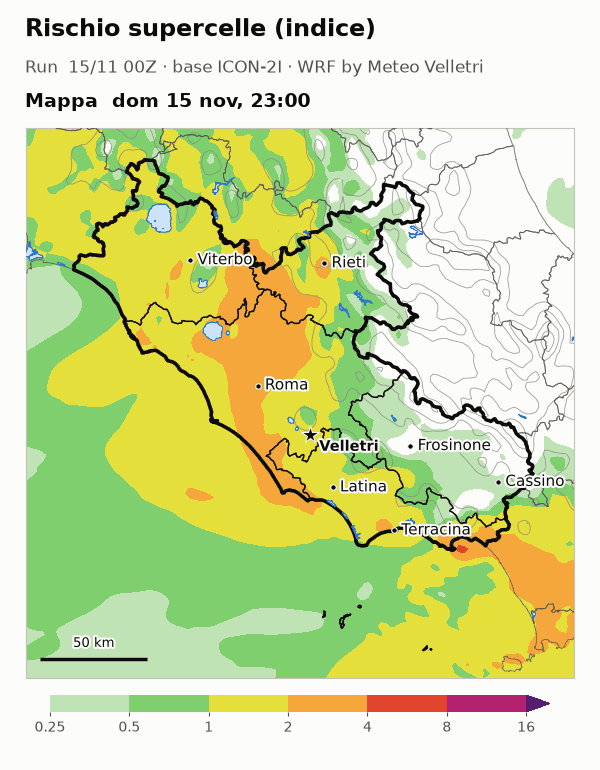 Rischio supercelle (indice)
Run  15/11 00Z · base ICON-2I · WRF by Meteo Velletri
Mappa  dom 15 nov, 23:00
Viterbo
Rieti
Roma
Velletri
Frosinone
Cassino
Latina
Terracina
50 km
0.25 0.5 1 2 4 8 16